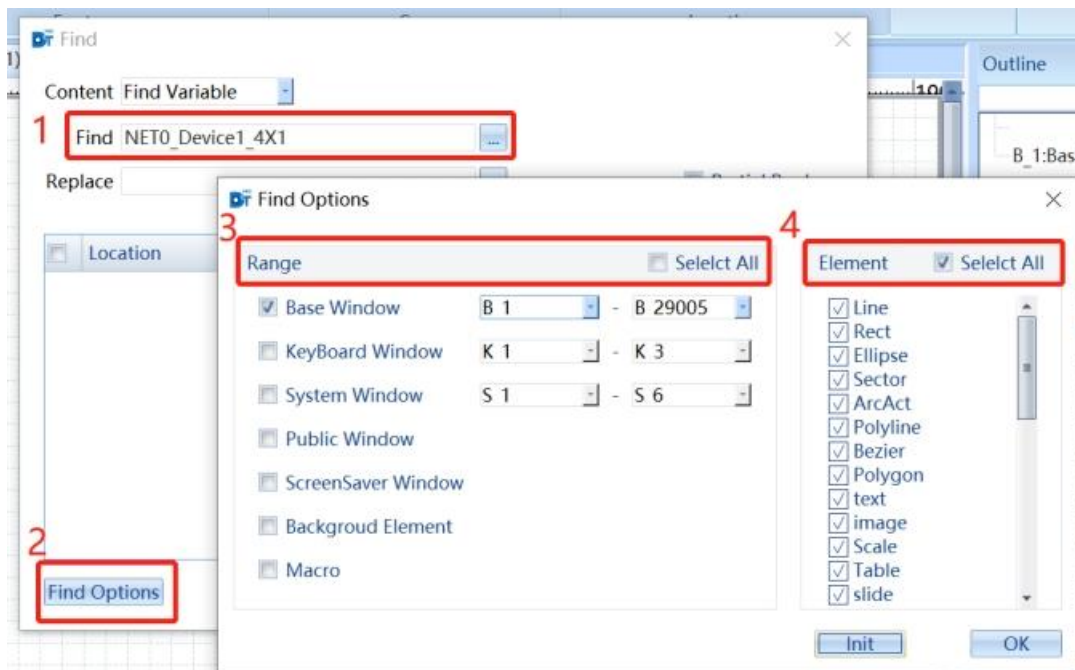 Find
Content Find Variable
1 Find NET0_Device1_4X1 ...
Replace
Location
2
Find Options
Find Options
3
Range Selelct All
Base Window B 1 - B 29005
KeyBoard Window K 1 - K 3
System Window S 1 - S 6
Public Window
ScreenSaver Window
Backgroud Element
Macro
4
Element Selelct All
Line
Rect
Ellipse
Sector
ArcAct
Polyline
Bezier
Polygon
text
image
Scale
Table
slide
Init OK
Outline
B_1:Bas